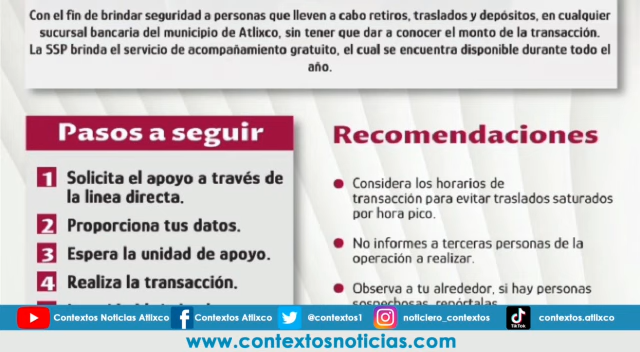 Con el fin de brindar seguridad a personas que lleven a cabo retiros, traslados y depósitos, en cualquier
sucursal bancaria del municipio de Atlixco, sin tener que dar a conocer el monto de la transacción.
La SSP brinda el servicio de acompañamiento gratuito, el cual se encuentra disponible durante todo el
año.
Pasos a seguir
1 Solicita el apoyo a través de
la linea directa.
2 Proporciona tus datos.
3 Espera la unidad de apoyo.
4 Realiza la transacción.
Recomendaciones
Considera los horarios de
transacción para evitar traslados saturados
por hora pico.
No informes a terceras personas de la
operación a realizar.
Observa a tu alrededor, si hay personas
sospechosas, repórtalas
Contextos Noticias Atlixco
Contextos Atlixco
@contextos1
noticiero_contextos
TikTok
contextos.atlixco
www.contextosnoticias.com